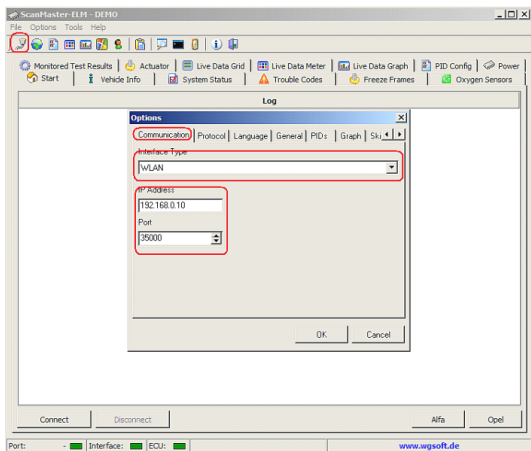 ScanMaster-ELM - DEMO
File Options Tools Help
Monitored Test Results Actuator Live Data Grid Live Data Meter Live Data Graph PID Config Power
Start Vehicle Info System Status Trouble Codes Freeze Frames Oxygen Sensors
Log
Options
Communication Protocol Language General PIDs Graph Ski
Interface Type
WLAN
IP Address
192.168.0.10
Port
35000
OK Cancel
Connect Disconnect Alfa Opel
Port: - Interface: ECU: www.wgsoft.de